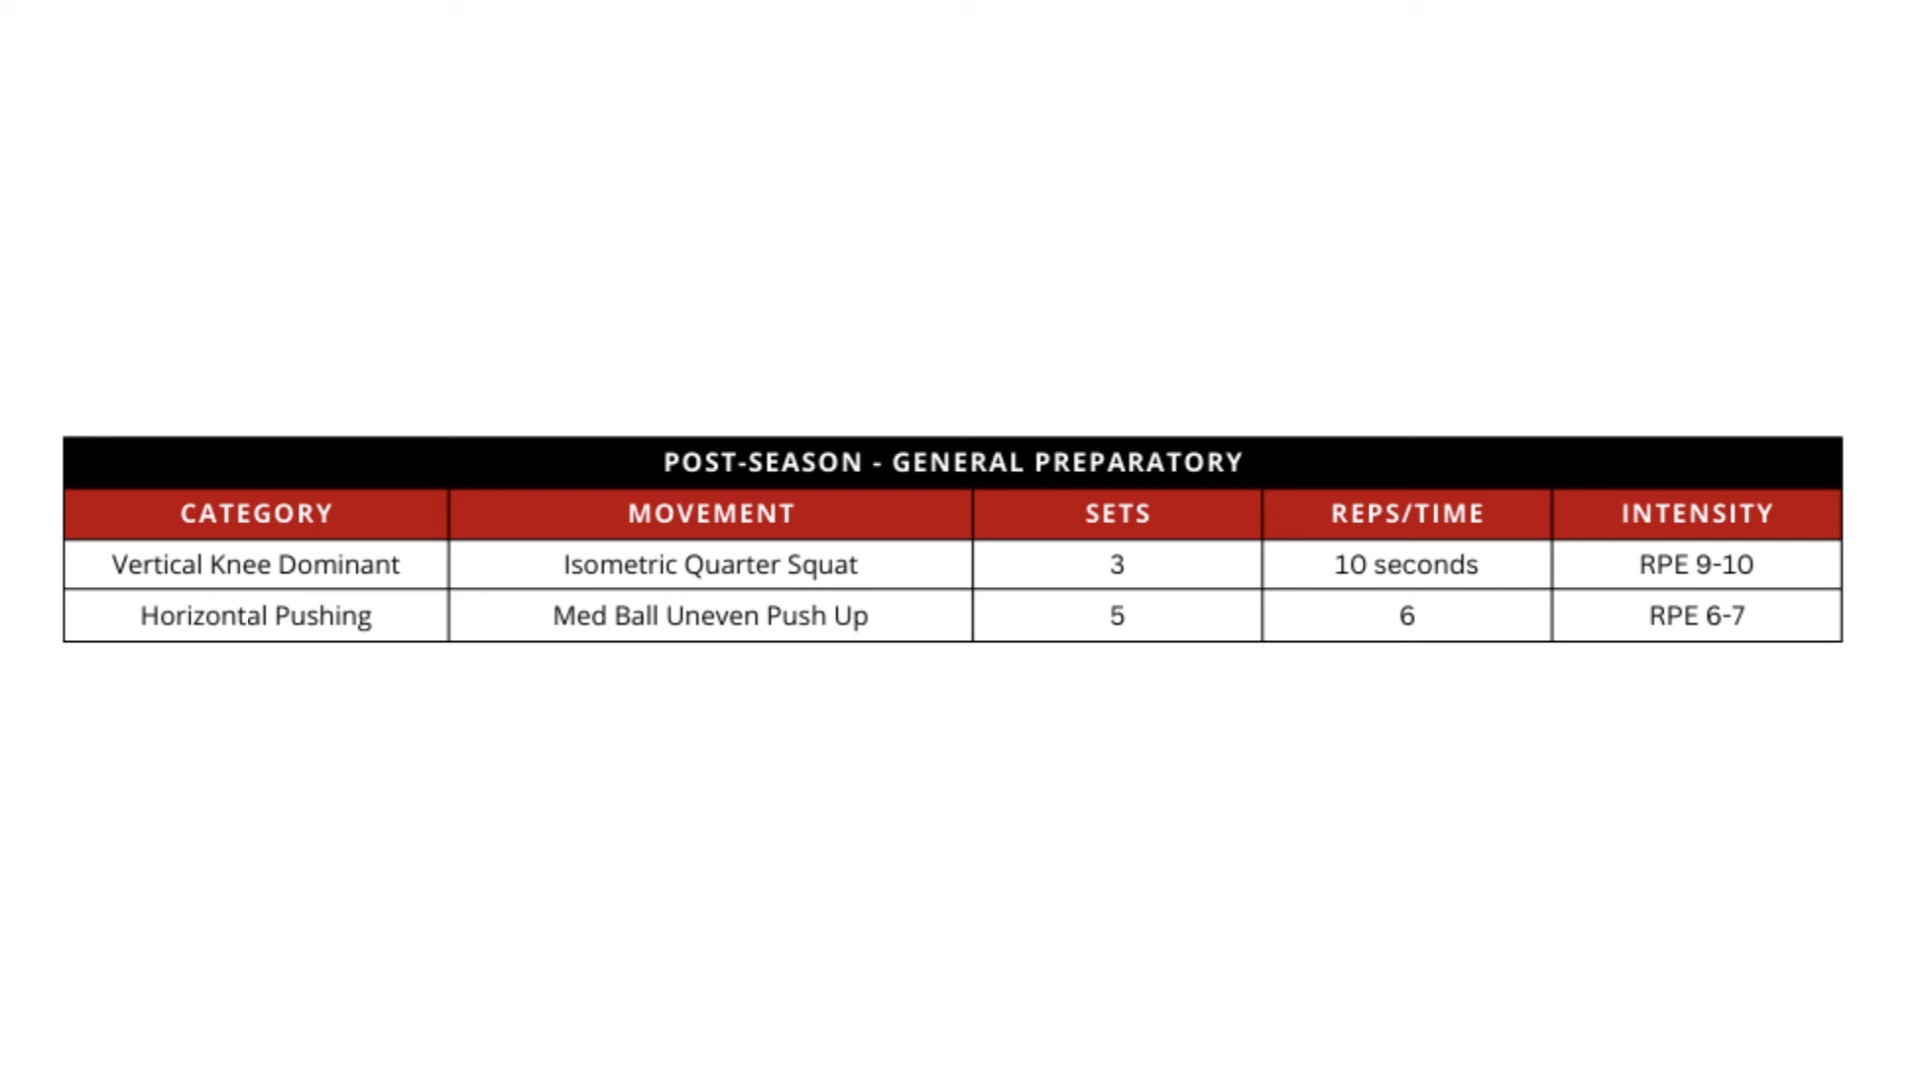 POST-SEASON - GENERAL PREPARATORY
CATEGORY MOVEMENT SETS REPS/TIME INTENSITY
Vertical Knee Dominant Isometric Quarter Squat 3 10 seconds RPE 9-10
Horizontal Pushing Med Ball Uneven Push Up 5 6 RPE 6-7